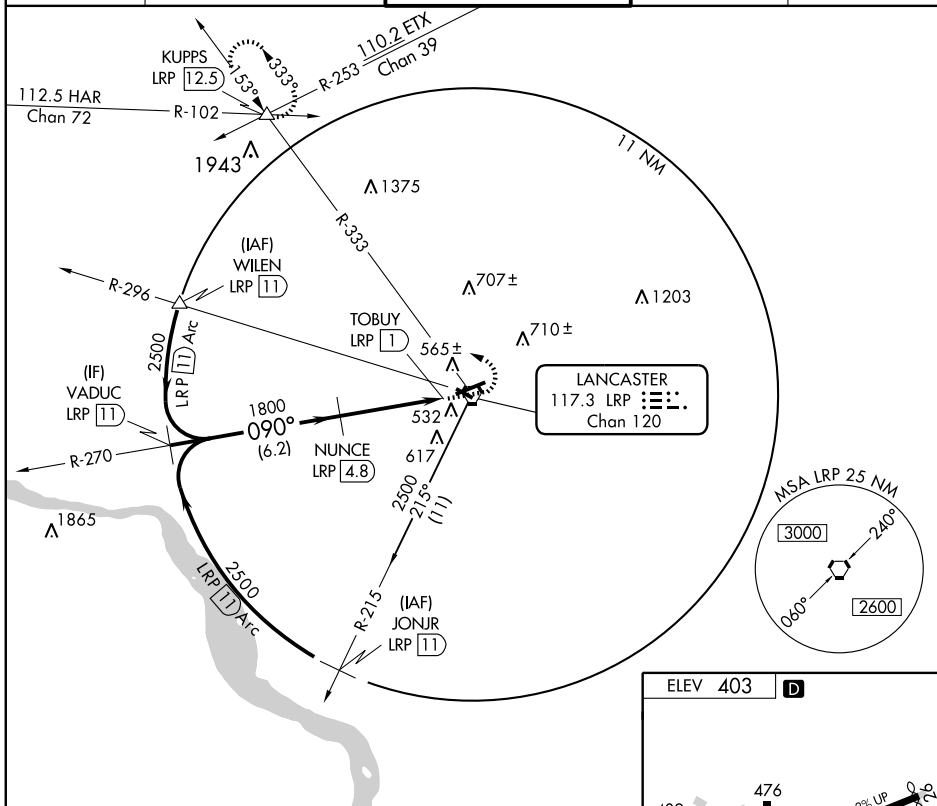 KUPPS
LRP 12.5
153°
333°
R-253
110.2 ETX
Chan 39
112.5 HAR
Chan 72
R-102
1943
11 NM
1375
R-333
(IAF)
WILEN
LRP 11
R-296
707±
1203
TOBUY
LRP 1
710±
565±
2500
LRP 11 Arc
(IF)
VADUC
LRP 11
LANCASTER
117.3 LRP
Chan 120
1800
090°
(6.2)
532
NUNCE
LRP 4.8
617
R-270
2500
215°
(11)
MSA LRP 25 NM
3000
240°
060°
2600
1865
2500
LRP 11 Arc
R-215
(IAF)
JONJR
LRP 11
ELEV 403 D
476
% UP
26